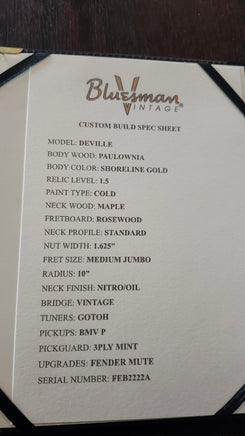 Bluesman
VINTAGE®
CUSTOM BUILD SPEC SHEET
MODEL: DEVILLE
BODY WOOD: PAULOWNIA
BODY COLOR: SHORELINE GOLD
RELIC LEVEL: 1.5
PAINT TYPE: COLD
NECK WOOD: MAPLE
FRETBOARD: ROSEWOOD
NECK PROFILE: STANDARD
NUT WIDTH: 1.625"
FRET SIZE: MEDIUM JUMBO
RADIUS: 10"
NECK FINISH: NITRO/OIL
BRIDGE: VINTAGE
TUNERS: GOTOH
PICKUPS: BMV P
PICKGUARD: 3PLY MINT
UPGRADES: FENDER MUTE
SERIAL NUMBER: FEB2222A